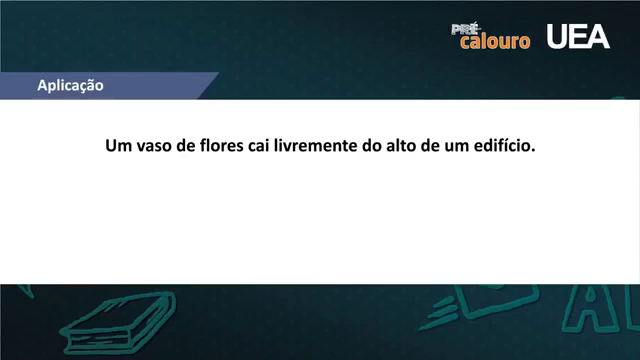 PRÉ-
calouro
UEA
Aplicação
Um vaso de flores cai livremente do alto de um edifício.